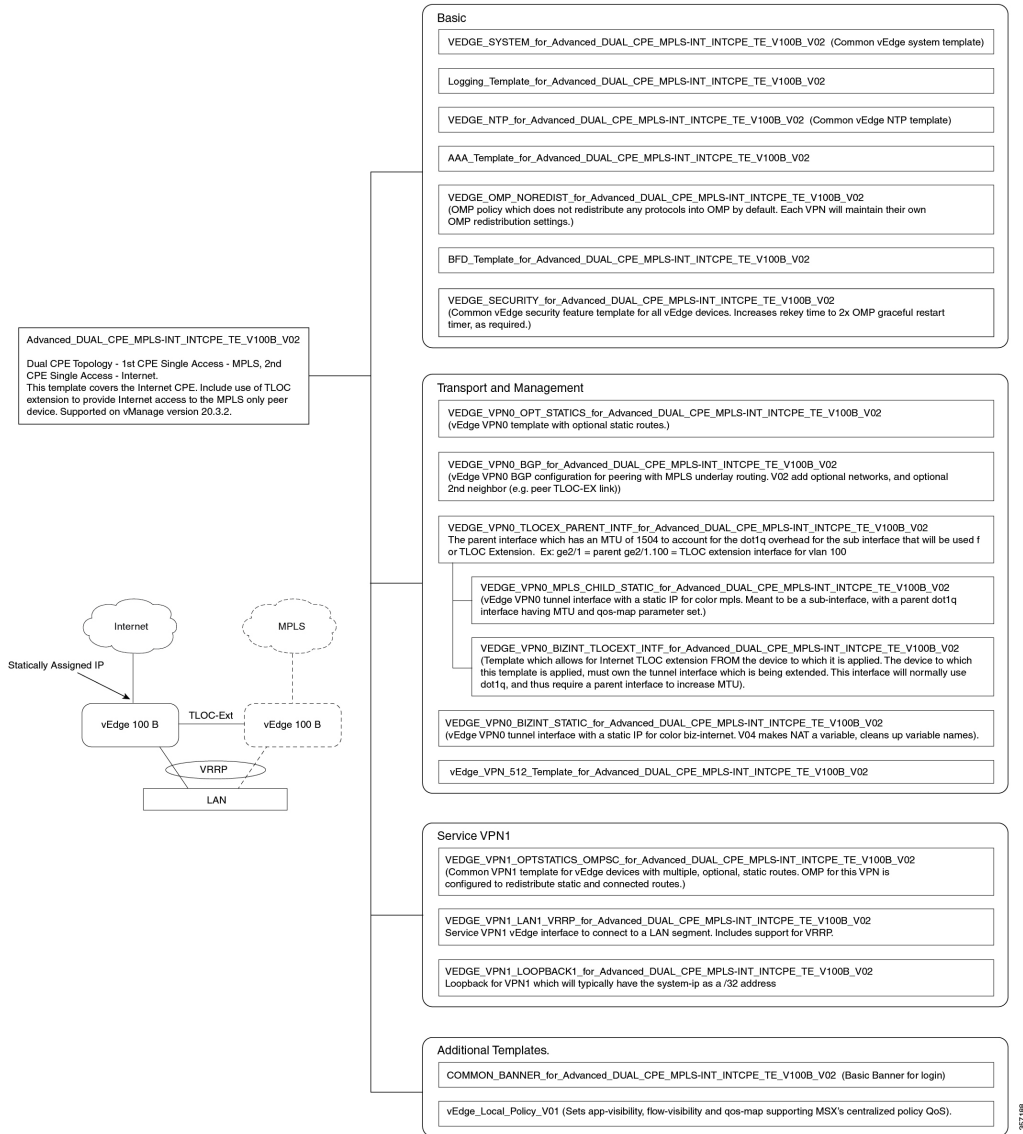 Basic
VEDGE_SYSTEM_for_Advanced_DUAL_CPE_MPLS-INT_INTCPE_TE_V100B_V02 (Common vEdge system template)
Logging_Template_for_Advanced_DUAL_CPE_MPLS-INT_INTCPE_TE_V100B_V02
VEDGE_NTP_for_Advanced_DUAL_CPE_MPLS-INT_INTCPE_TE_V100B_V02 (Common vEdge NTP template)
AAA_Template_for_Advanced_DUAL_CPE_MPLS-INT_INTCPE_TE_V100B_V02
VEDGE_OMP_NOREDIST_for_Advanced_DUAL_CPE_MPLS-INT_INTCPE_TE_V100B_V02
(OMP policy which does not redistribute any protocols into OMP by default. Each VPN will maintain their own
OMP redistribution settings.)
BFD_Template_for_Advanced_DUAL_CPE_MPLS-INT_INTCPE_TE_V100B_V02
VEDGE_SECURITY_for_Advanced_DUAL_CPE_MPLS-INT_INTCPE_TE_V100B_V02
(Common vEdge security feature template for all vEdge devices. Increases rekey time to 2x OMP graceful restart
timer, as required.)
Advanced_DUAL_CPE_MPLS-INT_INTCPE_TE_V100B_V02
Dual CPE Topology - 1st CPE Single Access - MPLS, 2nd
CPE Single Access - Internet.
This template covers the Internet CPE. Include use of TLOC
extension to provide Internet access to the MPLS only peer
device. Supported on vManage version 20.3.2.
Transport and Management
VEDGE_VPN0_OPT_STATICS_for_Advanced_DUAL_CPE_MPLS-INT_INTCPE_TE_V100B_V02
(vEdge VPN0 template with optional static routes.)
VEDGE_VPN0_BGP_for_Advanced_DUAL_CPE_MPLS-INT_INTCPE_TE_V100B_V02
(vEdge VPN0 BGP configuration for peering with MPLS underlay routing. V02 add optional networks, and optional
2nd neighbor (e.g. peer TLOC-EX link))
VEDGE_VPN0_TLOCEX_PARENT_INTF_for_Advanced_DUAL_CPE_MPLS-INT_INTCPE_TE_V100B_V02
The parent interface which has an MTU of 1504 to account for the dot1q overhead for the sub interface that will be used f
or TLOC Extension. Ex: ge2/1 = parent ge2/1.100 = TLOC extension interface for vlan 100
VEDGE_VPN0_MPLS_CHILD_STATIC_for_Advanced_DUAL_CPE_MPLS-INT_INTCPE_TE_V100B_V02
(vEdge VPN0 tunnel interface with a static IP for color mpls. Meant to be a sub-interface, with a parent dot1q
interface having MTU and qos-map parameter set.)
VEDGE_VPN0_BIZINT_TLOCEXT_INTF_for_Advanced_DUAL_CPE_MPLS-INT_INTCPE_TE_V100B_V02
(Template which allows for Internet TLOC extension FROM the device to which it is applied. The device to which
this template is applied, must own the tunnel interface which is being extended. This interface will normally use
dot1q, and thus require a parent interface to increase MTU).
VEDGE_VPN0_BIZINT_STATIC_for_Advanced_DUAL_CPE_MPLS-INT_INTCPE_TE_V100B_V02
(vEdge VPN0 tunnel interface with a static IP for color biz-internet. V04 makes NAT a variable, cleans up variable names).
vEdge_VPN_512_Template_for_Advanced_DUAL_CPE_MPLS-INT_INTCPE_TE_V100B_V02
Internet
MPLS
Statically Assigned IP
vEdge 100 B
TLOC-Ext
vEdge 100 B
VRRP
LAN
Service VPN1
VEDGE_VPN1_OPTSTATICS_OMPSC_for_Advanced_DUAL_CPE_MPLS-INT_INTCPE_TE_V100B_V02
(Common VPN1 template for vEdge devices with multiple, optional, static routes. OMP for this VPN is
configured to redistribute static and connected routes.)
VEDGE_VPN1_LAN1_VRRP_for_Advanced_DUAL_CPE_MPLS-INT_INTCPE_TE_V100B_V02
Service VPN1 vEdge interface to connect to a LAN segment. Includes support for VRRP.
VEDGE_VPN1_LOOPBACK1_for_Advanced_DUAL_CPE_MPLS-INT_INTCPE_TE_V100B_V02
Loopback for VPN1 which will typically have the system-ip as a /32 address
Additional Templates.
COMMON_BANNER_for_Advanced_DUAL_CPE_MPLS-INT_INTCPE_TE_V100B_V02 (Basic Banner for login)
vEdge_Local_Policy_V01 (Sets app-visibility, flow-visibility and qos-map supporting MSX's centralized policy QoS).
357188